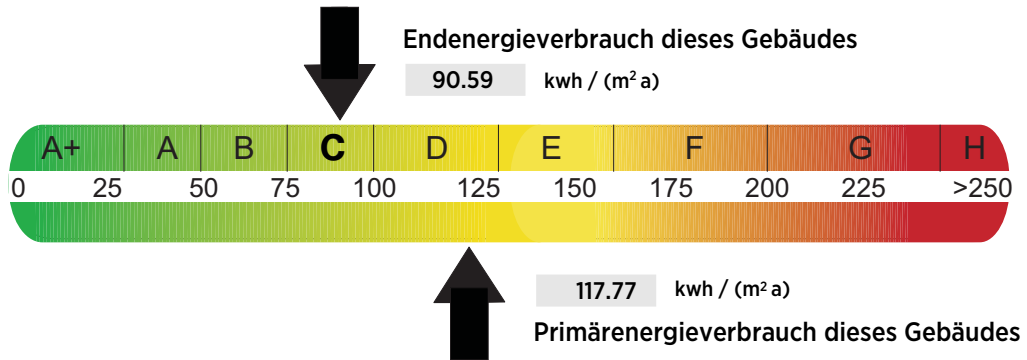 Endenergieverbrauch dieses Gebäudes
90.59 kwh / (m² a)
A+ A B C D E F G H
0 25 50 75 100 125 150 175 200 225 >250
117.77 kwh / (m² a)
Primärenergieverbrauch dieses Gebäudes